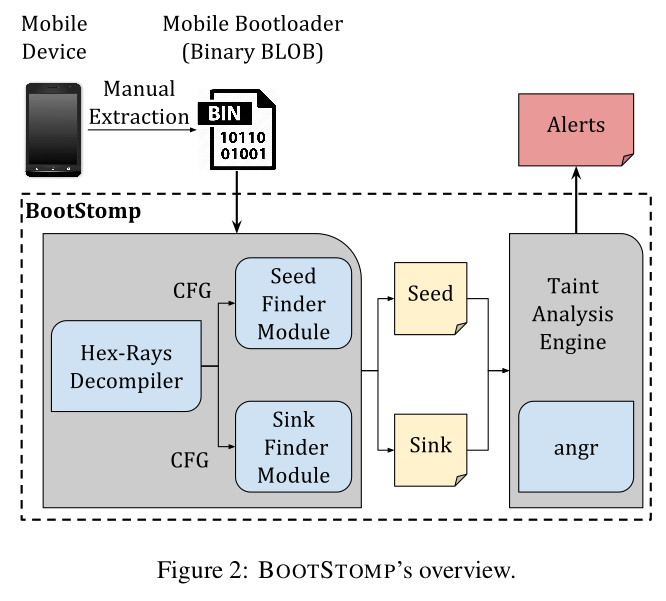 Mobile
Device
Mobile Bootloader
(Binary BLOB)
Manual
Extraction
BIN
10110
01001
Alerts
BootStomp
CFG
Seed
Finder
Module
Hex-Rays
Decompiler
CFG
Sink
Finder
Module
Seed
Sink
Taint
Analysis
Engine
angr
Figure 2: BOOTSTOMP's overview.